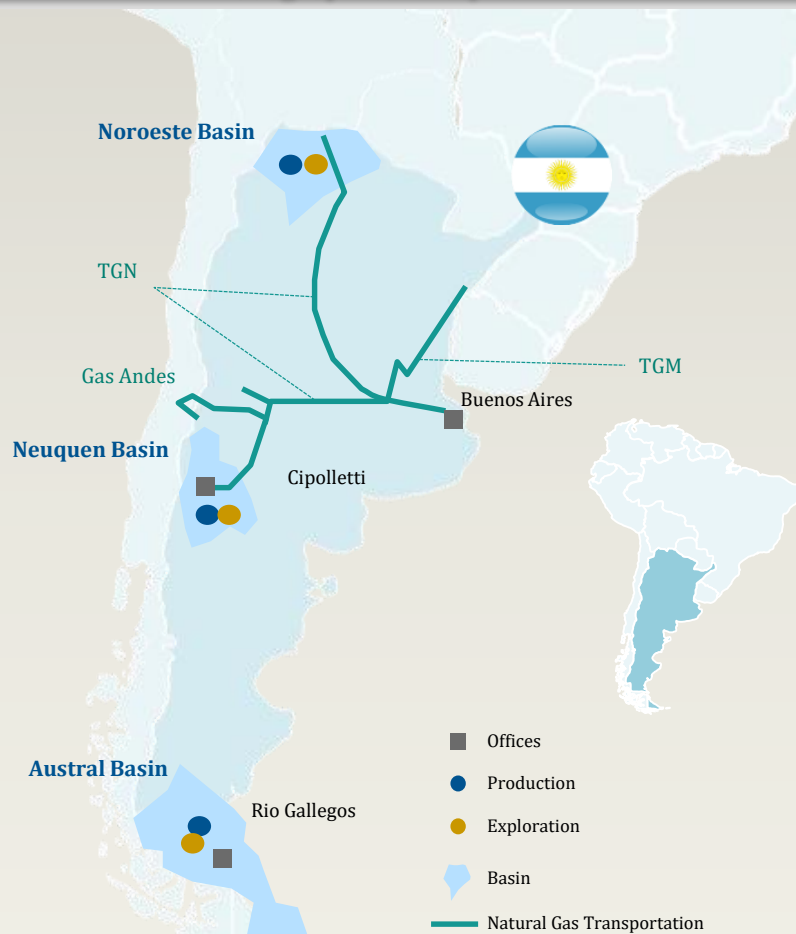 Noroeste Basin
TGN
Gas Andes
TGM
Buenos Aires
Neuquen Basin
Cipolletti
Austral Basin
Rio Gallegos
Offices
Production
Exploration
Basin
Natural Gas Transportation